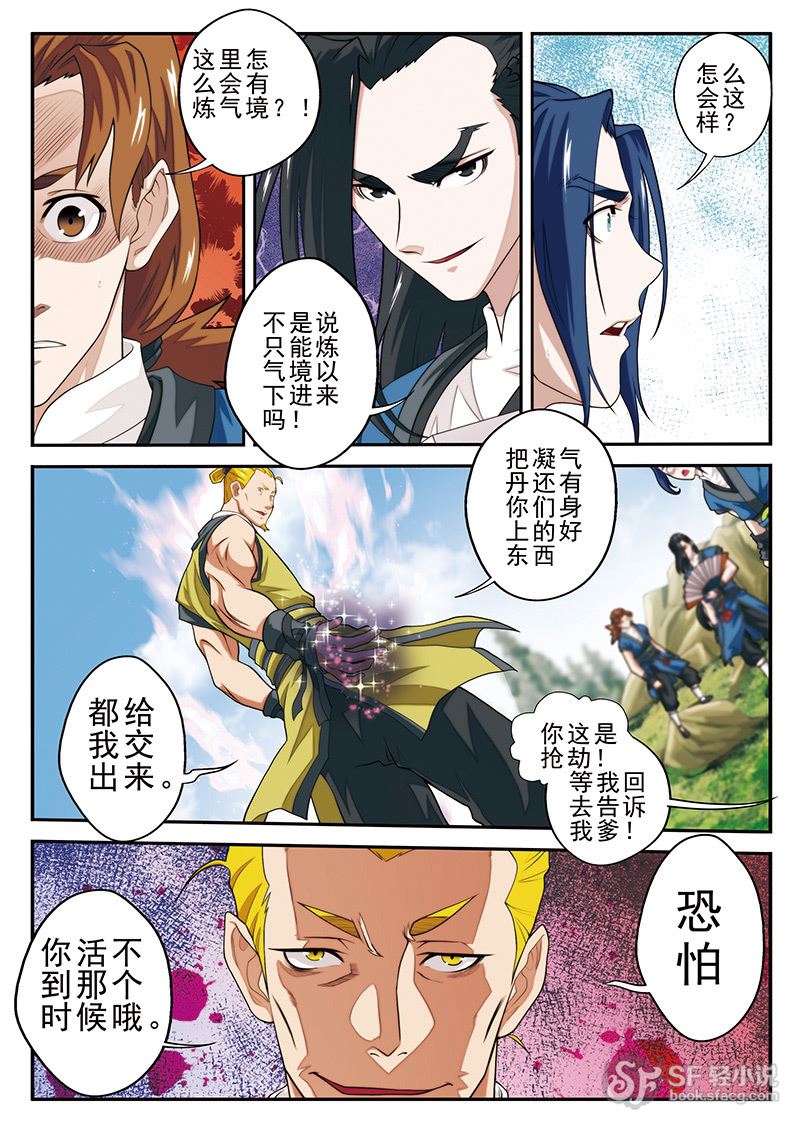 这里怎
么会有
炼气境？！
不是说
只能炼
气境以
下进来
吗！
怎么
会这
样？
把凝气
丹还有
你们身
上的好
东西
都给
我交
出来。
你这是
抢劫！
等我回
去告诉
我爹！
恐怕
你活不
到那个
时候哦。
SF轻小说
book.sfacg.com